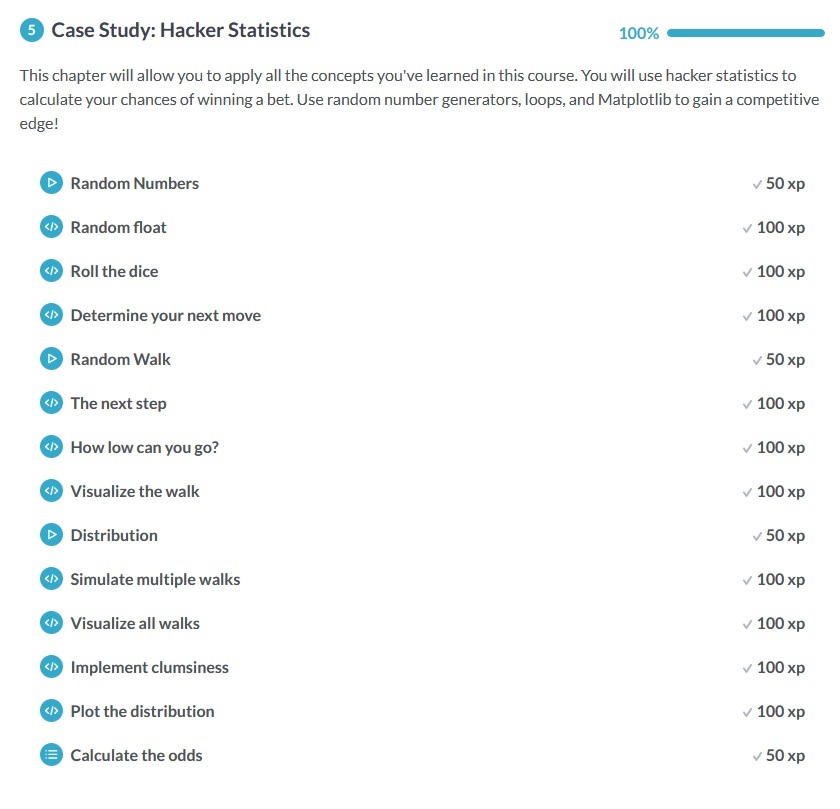 5 Case Study: Hacker Statistics 100%
This chapter will allow you to apply all the concepts you've learned in this course. You will use hacker statistics to
calculate your chances of winning a bet. Use random number generators, loops, and Matplotlib to gain a competitive
edge!
Random Numbers 50 xp
Random float 100 xp
Roll the dice 100 xp
Determine your next move 100 xp
Random Walk 50 xp
The next step 100 xp
How low can you go? 100 xp
Visualize the walk 100 xp
Distribution 50 xp
Simulate multiple walks 100 xp
Visualize all walks 100 xp
Implement clumsiness 100 xp
Plot the distribution 100 xp
Calculate the odds 50 xp